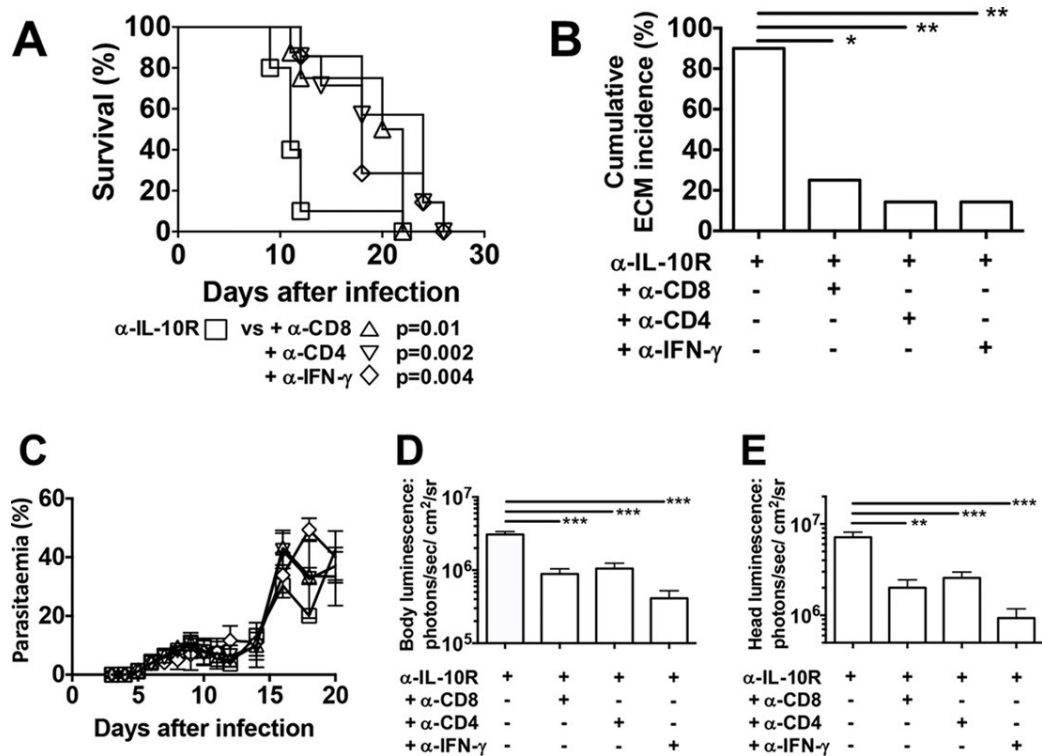 A
Survival (%)
100
80
60
40
20
0
0 10 20 30
Days after infection
α-IL-10R vs + α-CD8 p=0.01
+ α-CD4 p=0.002
+ α-IFN-γ p=0.004
B
Cumulative
ECM incidence (%)
100
80
60
40
20
0
*
**
**
α-IL-10R + + + +
+ α-CD8 - + - -
+ α-CD4 - - + -
+ α-IFN-γ - - - +
C
Parasitaemia (%)
60
40
20
0
0 5 10 15 20
Days after infection
D
Body luminescence:
photons/sec/ cm²/sr
10⁷
10⁶
10⁵
***
***
***
α-IL-10R + + + +
+ α-CD8 - + - -
+ α-CD4 - - + -
+ α-IFN-γ - - - +
E
Head luminescence:
photons/sec/ cm²/sr
10⁷
10⁶
***
***
**
α-IL-10R + + + +
+ α-CD8 - + - -
+ α-CD4 - - + -
+ α-IFN-γ - - - +